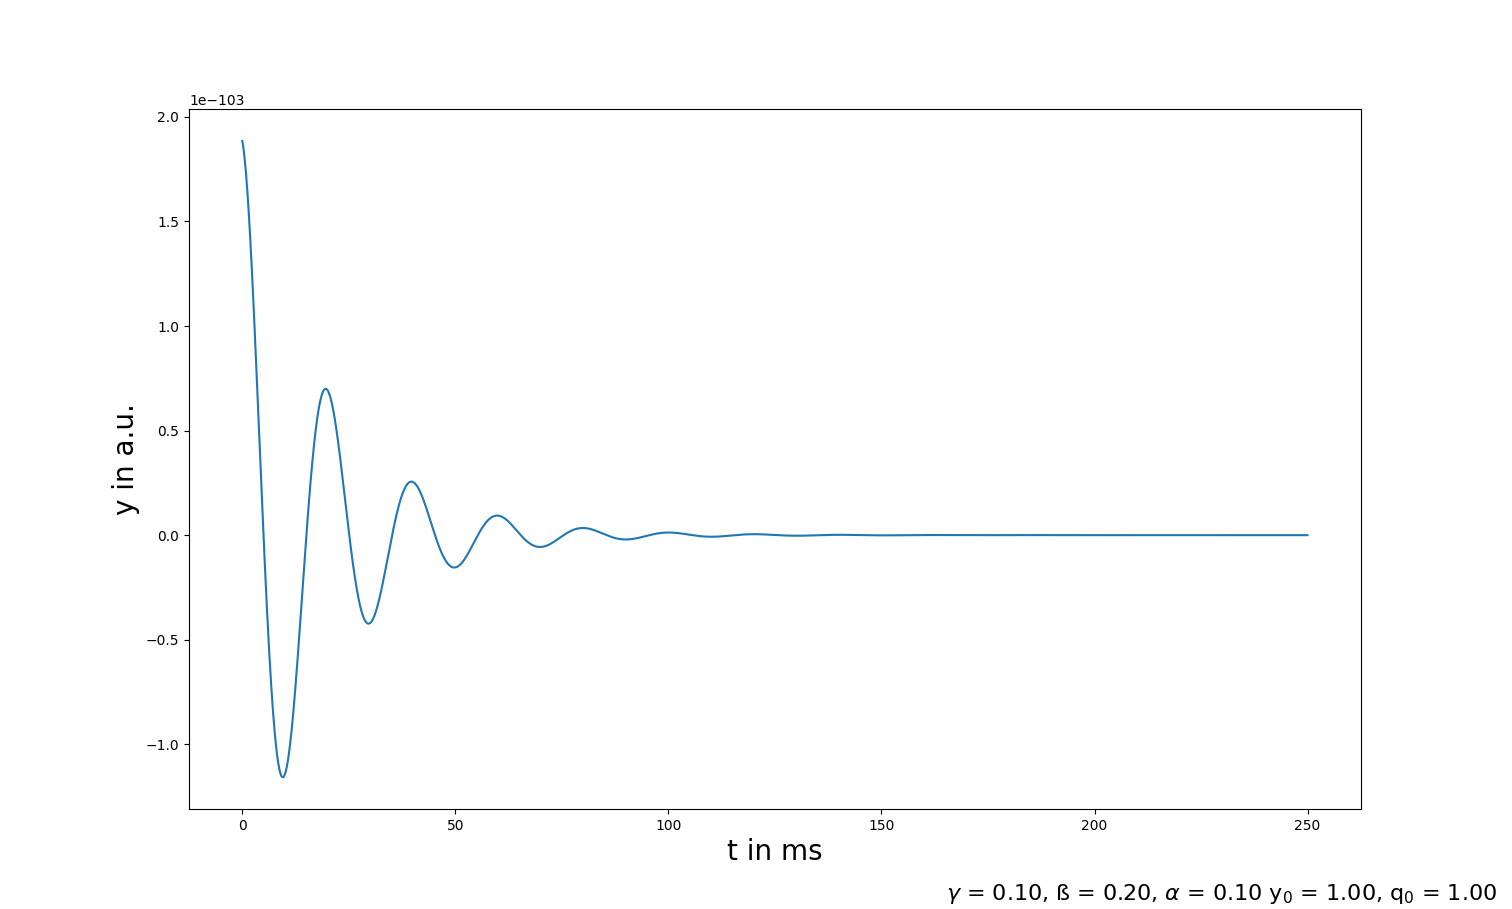 1e−103
2.0
1.5
1.0
0.5
0.0
−0.5
−1.0
y in a.u.
0 50 100 150 200 250
t in ms
γ = 0.10, ß = 0.20, α = 0.10 y₀ = 1.00, q₀ = 1.00